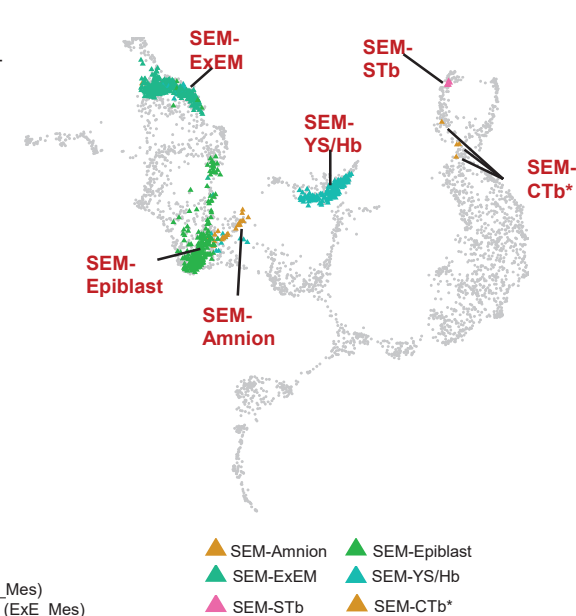 SEM-
ExEM
SEM-
STb
SEM-
YS/Hb
SEM-
CTb*
SEM-
Epiblast
SEM-
Amnion
SEM-Amnion
SEM-Epiblast
SEM-ExEM
SEM-YS/Hb
_Mes)
SEM-STb
SEM-CTb*
(ExE_Mes)